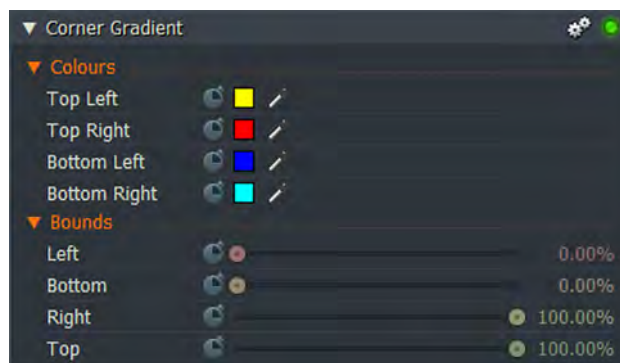 Corner Gradient
Colours
Top Left
Top Right
Bottom Left
Bottom Right
Bounds
Left 0.00%
Bottom 0.00%
Right 100.00%
Top 100.00%